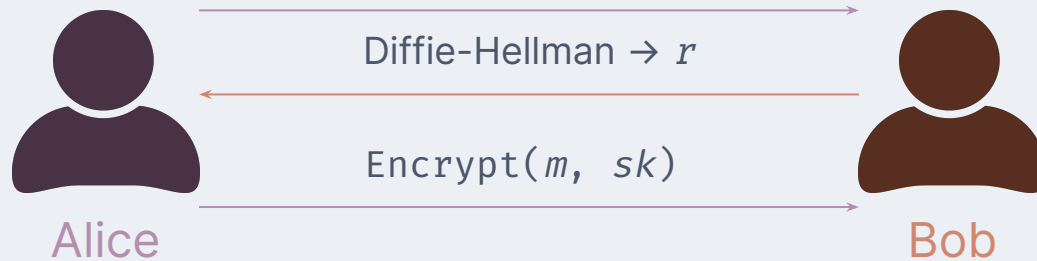 Diffie-Hellman → r
Encrypt(m, sk)
Alice
Bob